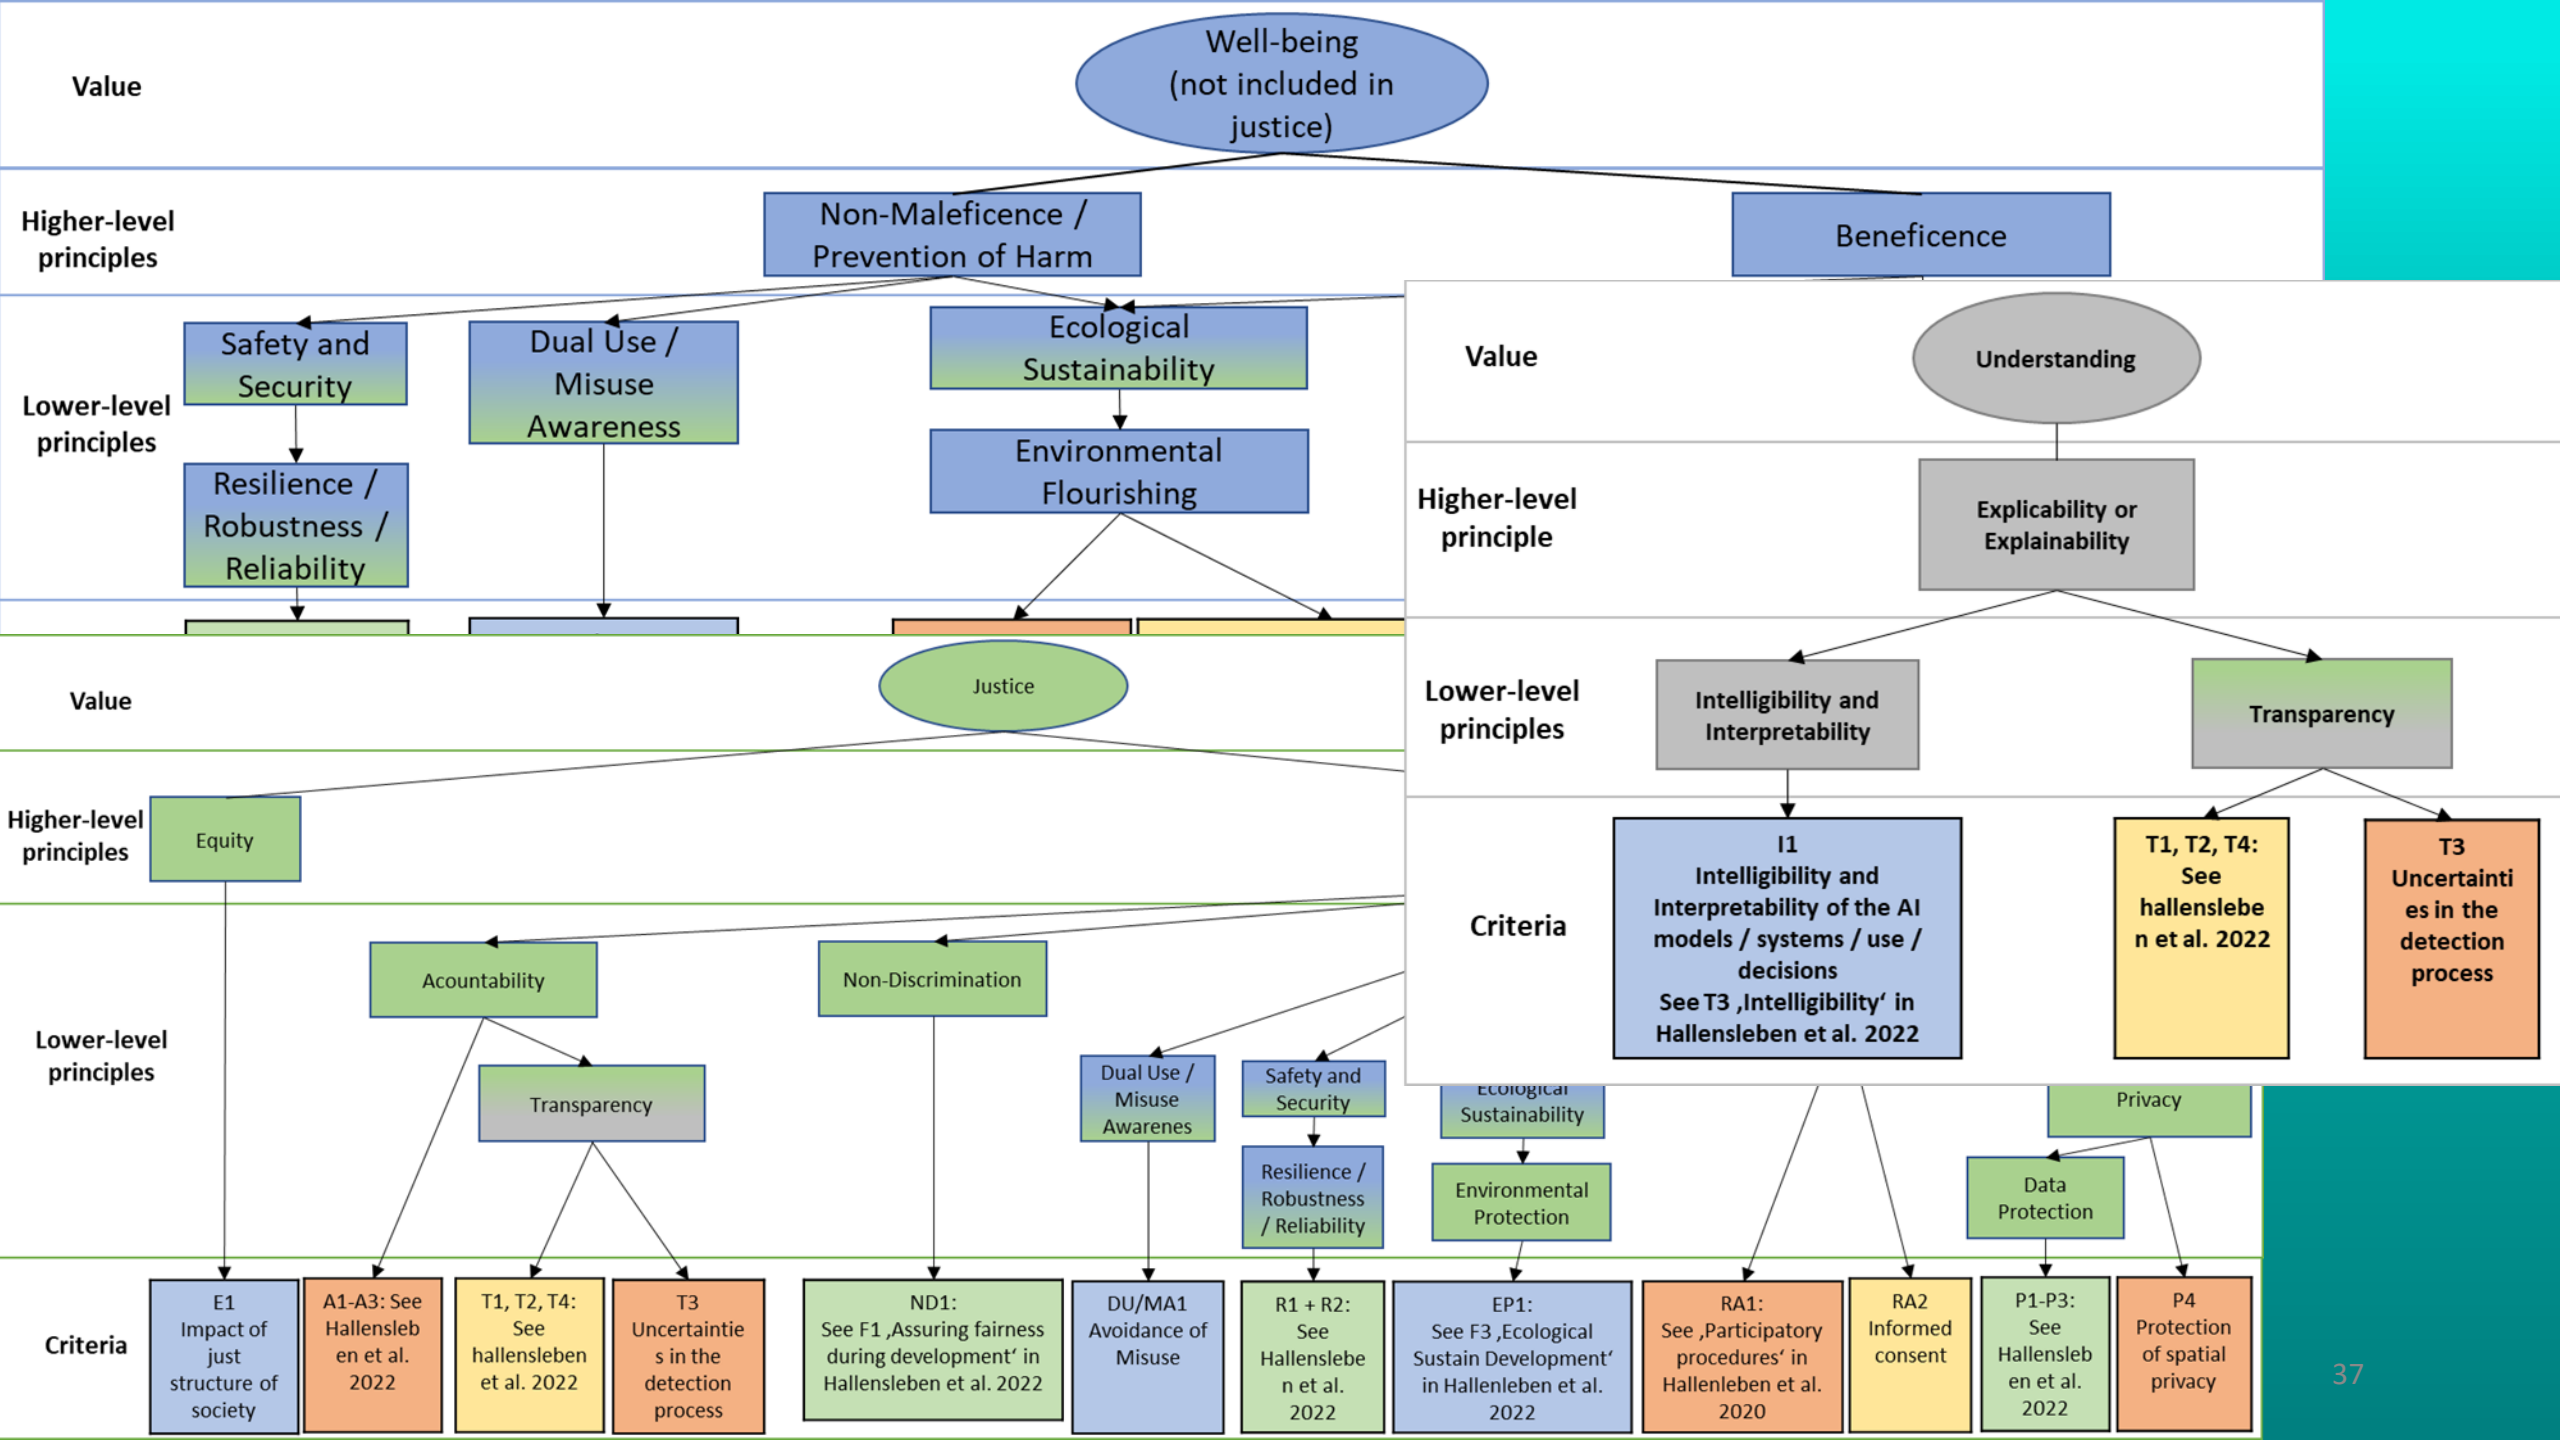 Well-being
(not included in
justice)
Value
Higher-level
principles
Non-Maleficence /
Prevention of Harm
Beneficence
Lower-level
principles
Safety and
Security
Dual Use /
Misuse
Awareness
Ecological
Sustainability
Resilience /
Robustness /
Reliability
Environmental
Flourishing
Value
Understanding
Higher-level
principle
Explicability or
Explainability
Lower-level
principles
Intelligibility and
Interpretability
Transparency
Criteria
I1
Intelligibility and
Interpretability of the AI
models / systems / use /
decisions
See T3 ‚Intelligibility‘ in
Hallensleben et al. 2022
T1, T2, T4:
See
hallenslebe
n et al. 2022
T3
Uncertainti
es in the
detection
process
Value
Justice
Higher-level
principles
Equity
Lower-level
principles
Acountability
Non-Discrimination
Transparency
Dual Use /
Misuse
Awarenes
Safety and
Security
Resilience /
Robustness
/ Reliability
Ecological
Sustainability
Environmental
Protection
Privacy
Data
Protection
Criteria
E1
Impact of
just
structure of
society
A1-A3: See
Hallensleb
en et al.
2022
T1, T2, T4:
See
hallensleben
et al. 2022
T3
Uncertaintie
s in the
detection
process
ND1:
See F1 ‚Assuring fairness
during development‘ in
Hallensleben et al. 2022
DU/MA1
Avoidance of
Misuse
R1 + R2:
See
Hallenslebe
n et al.
2022
EP1:
See F3 ‚Ecological
Sustain Development‘
in Hallenleben et al.
2022
RA1:
See ‚Participatory
procedures‘ in
Hallenleben et al.
2020
RA2
Informed
consent
P1-P3:
See
Hallensleb
en et al.
2022
P4
Protection
of spatial
privacy
37